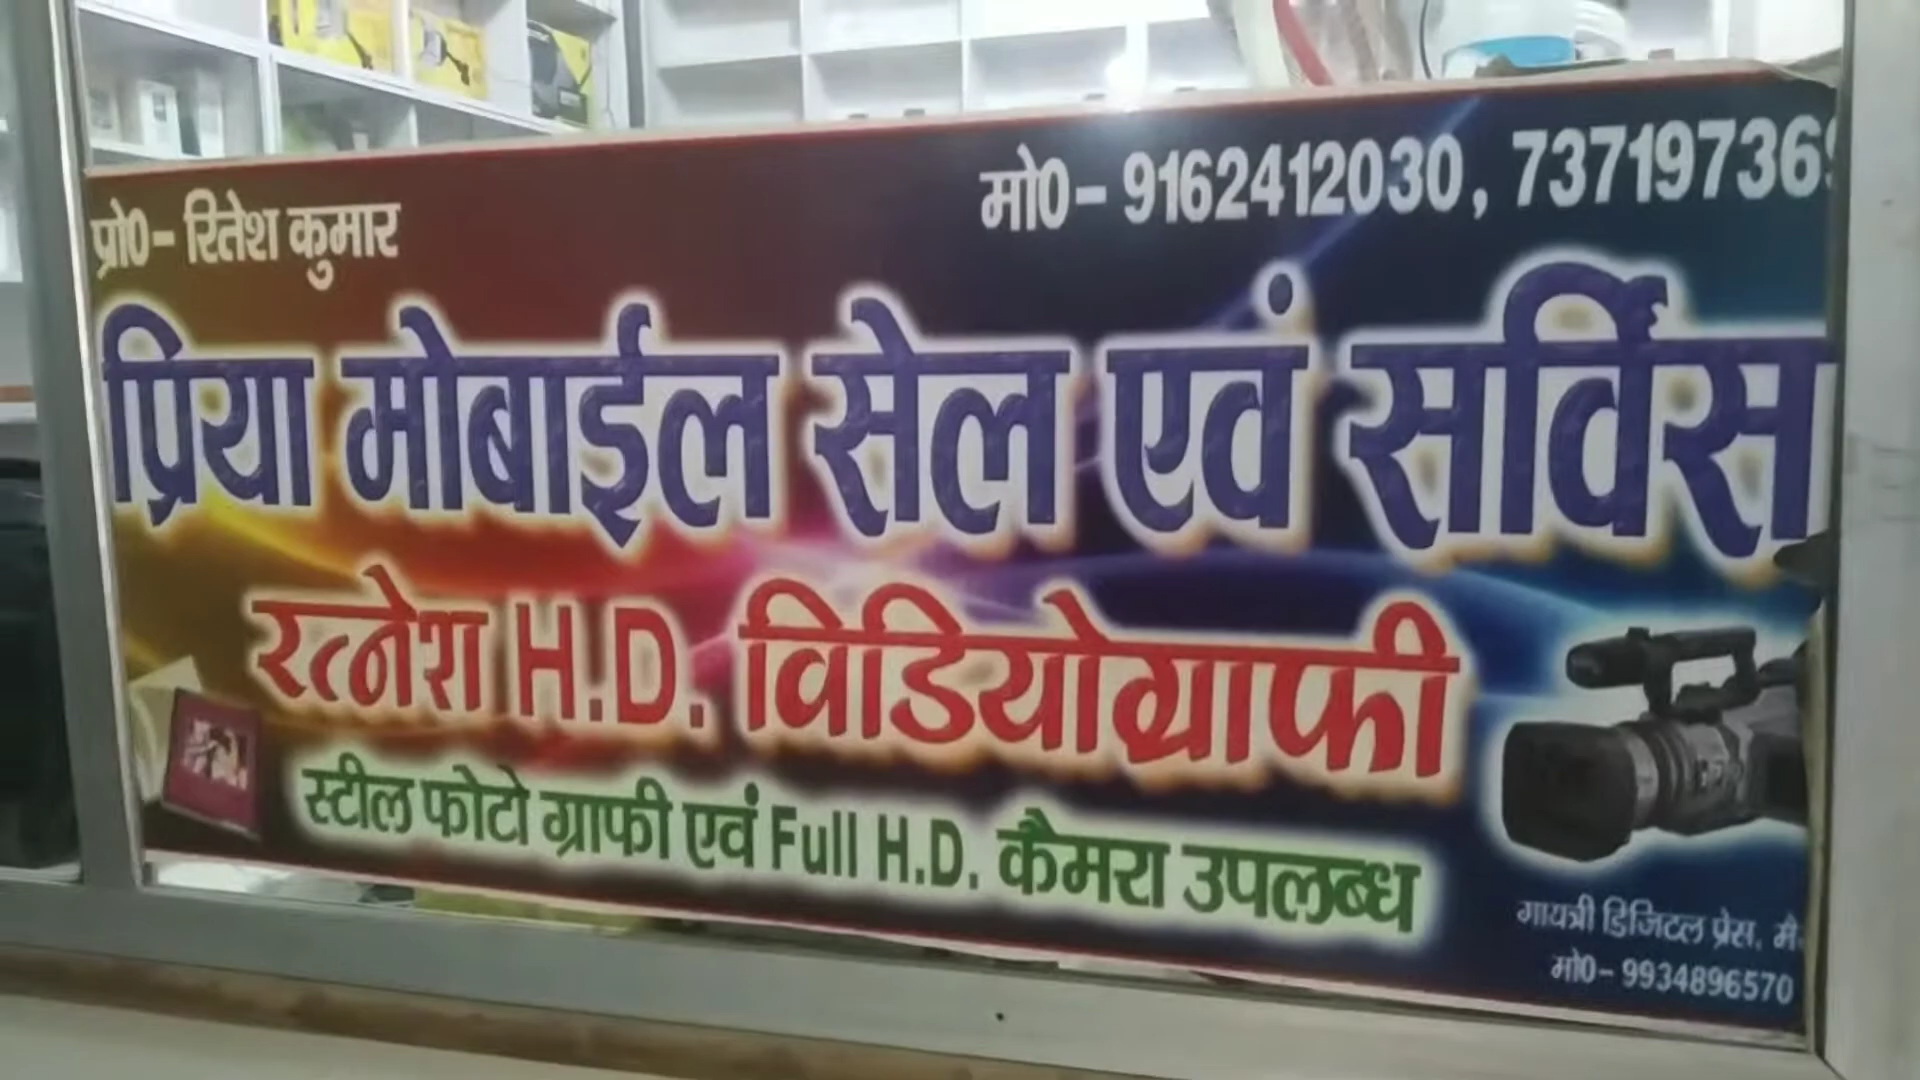 प्रो0- रितेश कुमार
मो0- 9162412030, 737197369
प्रिया मोबाईल सेल एवं सर्विस
रत्नेश H.D. विडियोग्राफी
स्टील फोटो ग्राफी एवं Full H.D. कैमरा उपलब्ध
गायत्री डिजिटल प्रेस, मै
मो0- 9934896570